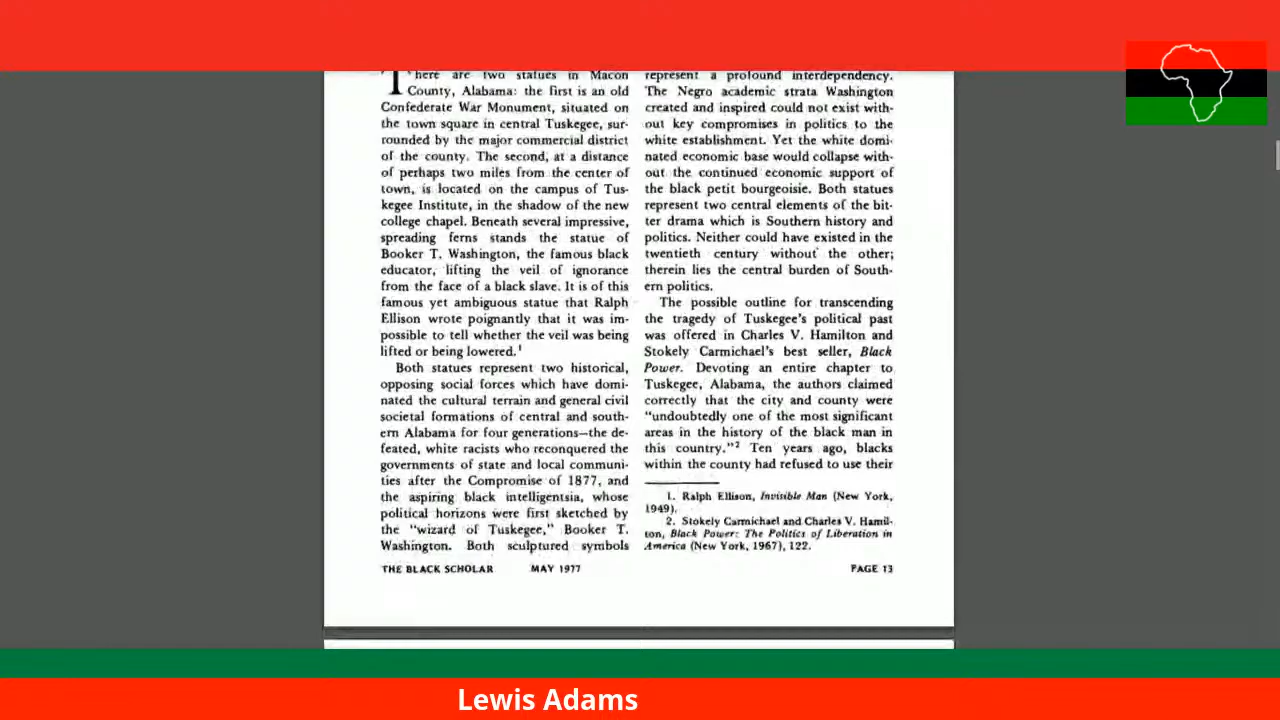 There are two statues in Macon
County, Alabama: the first is an old
Confederate War Monument, situated on
the town square in central Tuskegee, sur-
rounded by the major commercial district
of the county. The second, at a distance
of perhaps two miles from the center of
town, is located on the campus of Tus-
kegee Institute, in the shadow of the new
college chapel. Beneath several impressive,
spreading ferns stands the statue of
Booker T. Washington, the famous black
educator, lifting the veil of ignorance
from the face of a black slave. It is of this
famous yet ambiguous statue that Ralph
Ellison wrote poignantly that it was im-
possible to tell whether the veil was being
lifted or being lowered.1
Both statues represent two historical,
opposing social forces which have domi-
nated the cultural terrain and general civil
societal formations of central and south-
ern Alabama for four generations—the de-
feated, white racists who reconquered the
governments of state and local communi-
ties after the Compromise of 1877, and
the aspiring black intelligentsia, whose
political horizons were first sketched by
the "wizard of Tuskegee," Booker T.
Washington. Both sculptured symbols
represent a profound interdependency.
The Negro academic strata Washington
created and inspired could not exist with-
out key compromises in politics to the
white establishment. Yet the white domi-
nated economic base would collapse with-
out the continued economic support of
the black petit bourgeoisie. Both statues
represent two central elements of the bit-
ter drama which is Southern history and
politics. Neither could have existed in the
twentieth century without the other;
therein lies the central burden of South-
ern politics.
The possible outline for transcending
the tragedy of Tuskegee's political past
was offered in Charles V. Hamilton and
Stokely Carmichael's best seller, Black
Power. Devoting an entire chapter to
Tuskegee, Alabama, the authors claimed
correctly that the city and county were
"undoubtedly one of the most significant
areas in the history of the black man in
this country."2 Ten years ago, blacks
within the county had refused to use their
1. Ralph Ellison, Invisible Man (New York,
1949).
2. Stokely Carmichael and Charles V. Hamil-
ton, Black Power: The Politics of Liberation in
America (New York, 1967), 122.
THE BLACK SCHOLAR MAY 1977 PAGE 13
Lewis Adams